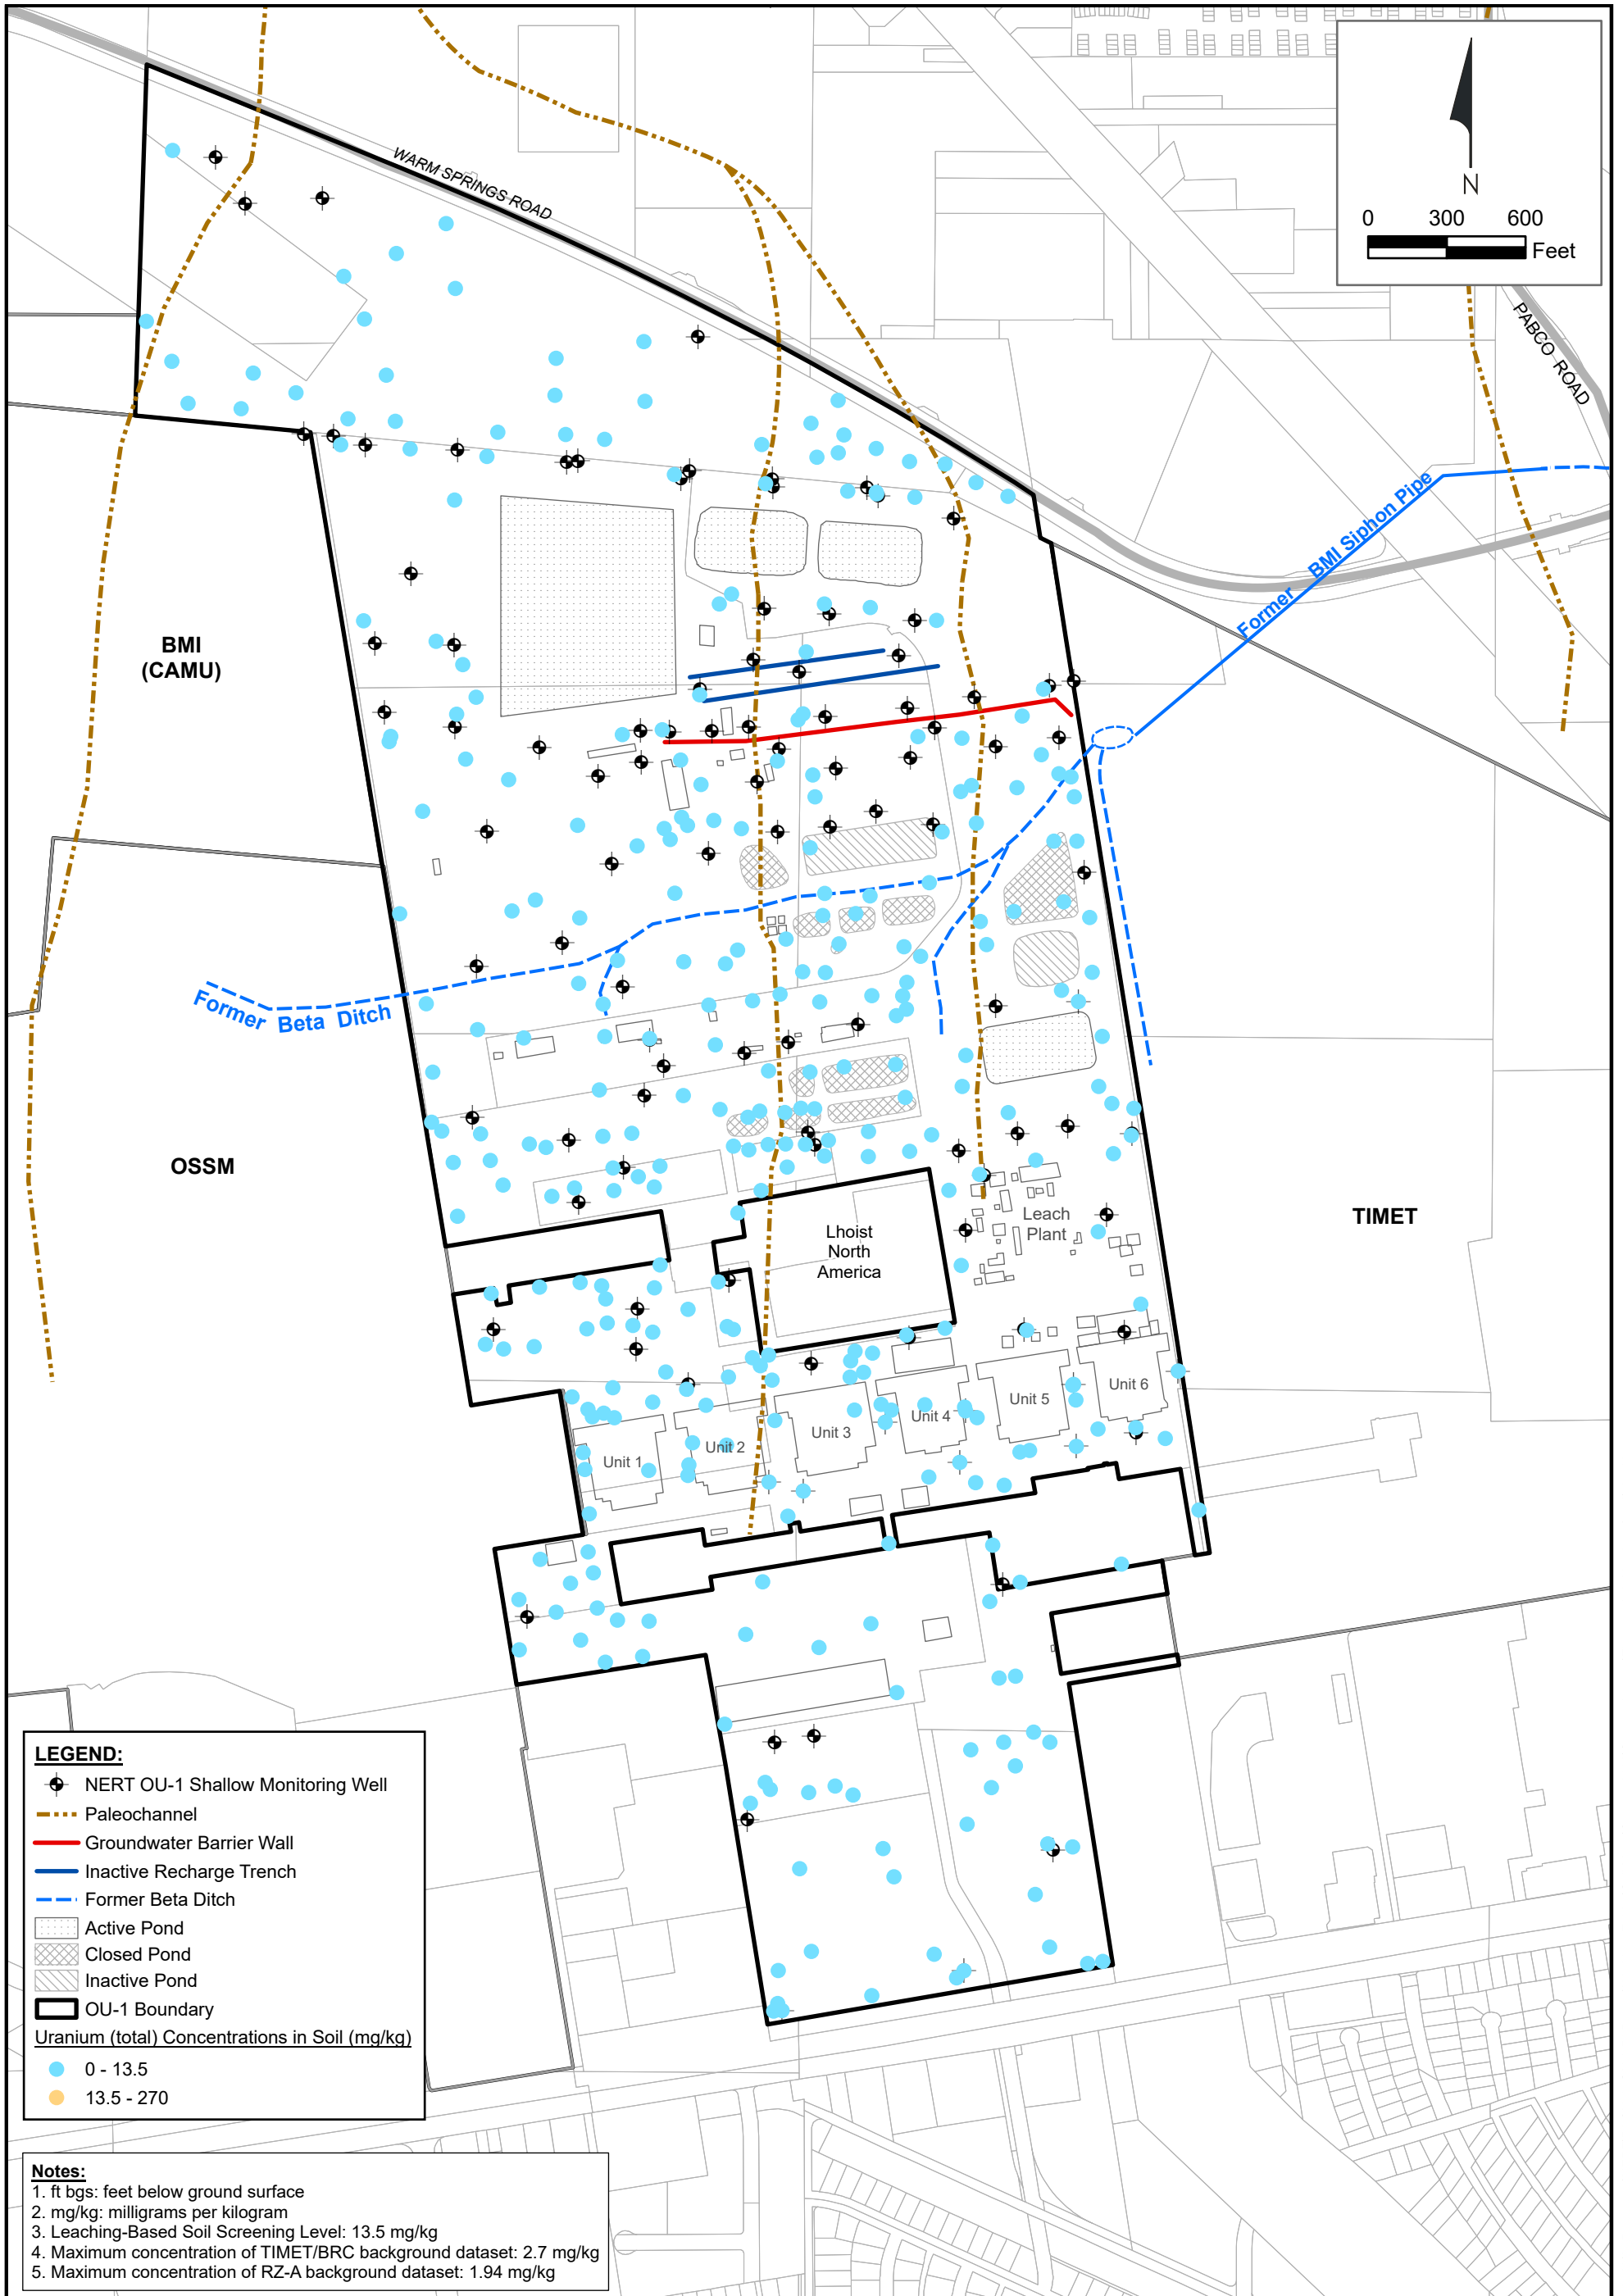 WARM SPRINGS ROAD
N
0 300 600
Feet
PABCO ROAD
Former BMI Siphon Pipe
BMI
(CAMU)
Former Beta Ditch
OSSM
TIMET
Lhoist
North
America
Leach
Plant
Unit 1
Unit 2
Unit 3
Unit 4
Unit 5
Unit 6
LEGEND:
NERT OU-1 Shallow Monitoring Well
Paleochannel
Groundwater Barrier Wall
Inactive Recharge Trench
Former Beta Ditch
Active Pond
Closed Pond
Inactive Pond
OU-1 Boundary
Uranium (total) Concentrations in Soil (mg/kg)
0 - 13.5
13.5 - 270
Notes:
1. ft bgs: feet below ground surface
2. mg/kg: milligrams per kilogram
3. Leaching-Based Soil Screening Level: 13.5 mg/kg
4. Maximum concentration of TIMET/BRC background dataset: 2.7 mg/kg
5. Maximum concentration of RZ-A background dataset: 1.94 mg/kg